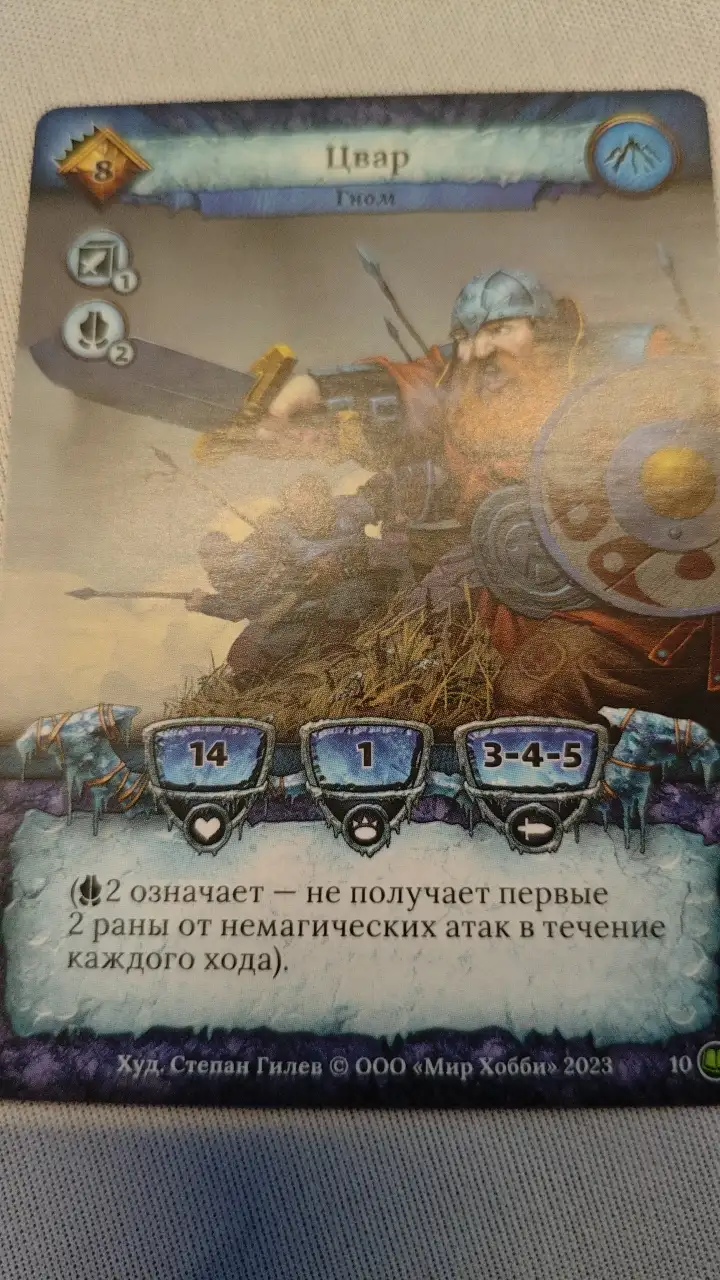 8
Цвар
Гном
1
2
14
1
3-4-5
(2 означает — не получает первые
2 раны от немагических атак в течение
каждого хода).
Худ. Степан Гилев © ООО «Мир Хобби» 2023
10